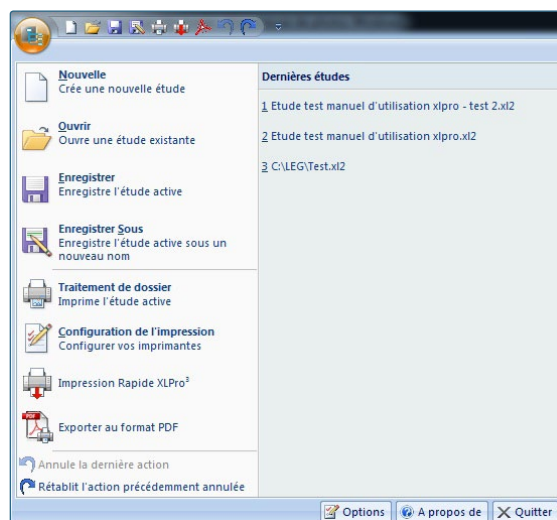 Nouvelle
Crée une nouvelle étude
Ouvrir
Ouvre une étude existante
Enregistrer
Enregistre l'étude active
Enregistrer Sous
Enregistre l'étude active sous un
nouveau nom
Traitement de dossier
Imprime l'étude active
Configuration de l'impression
Configurer vos imprimantes
Impression Rapide XLPro³
PDF
Exporter au format PDF
Annule la dernière action
Rétablit l'action précédemment annulée
Dernières études
1 Etude test manuel d'utilisation xlpro - test 2.xl2
2 Etude test manuel d'utilisation xlpro.xl2
3 C:\LEG\Test.xl2
Options
A propos de
Quitter